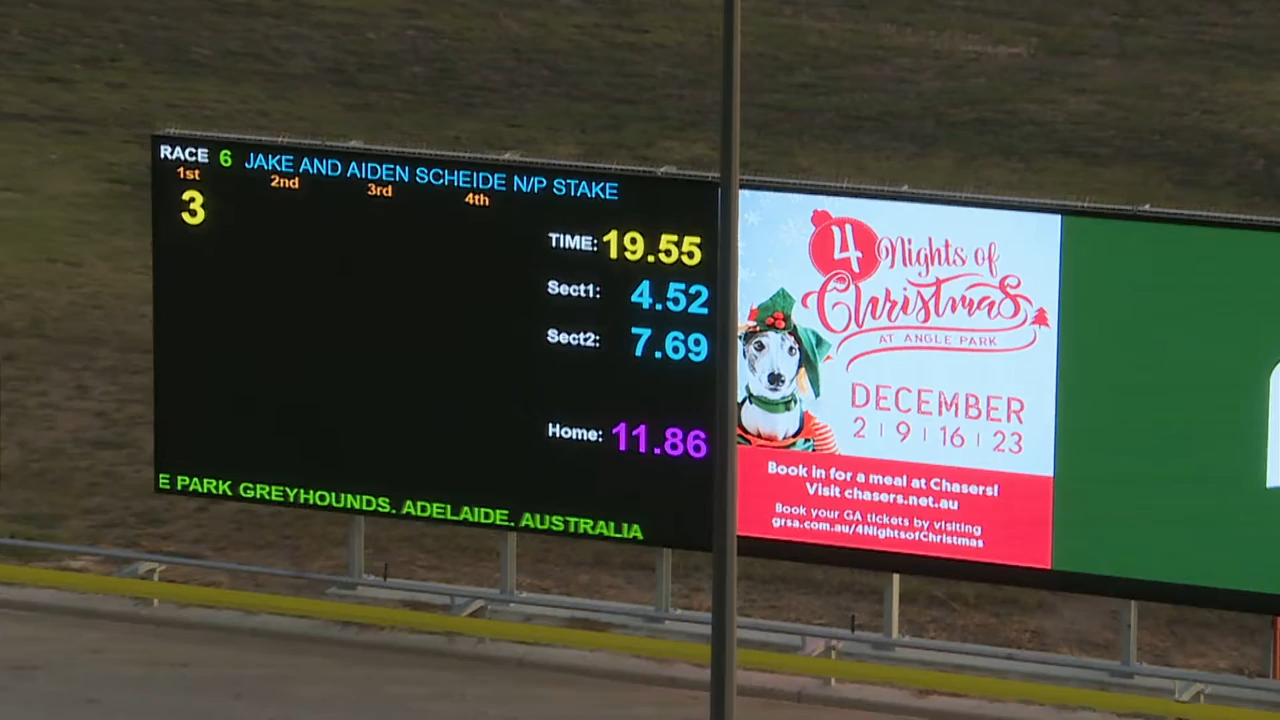 RACE 6 JAKE AND AIDEN SCHEIDE N/P STAKE
1st 2nd 3rd 4th
3
TIME: 19.55
Sect1: 4.52
Sect2: 7.69
Home: 11.86
E PARK GREYHOUNDS. ADELAIDE. AUSTRALIA
4 Nights of
Christmas
AT ANGLE PARK
DECEMBER
2 | 9 | 16 | 23
Book in for a meal at Chasers!
Visit chasers.net.au
Book your GA tickets by visiting
grsa.com.au/4NightsofChristmas